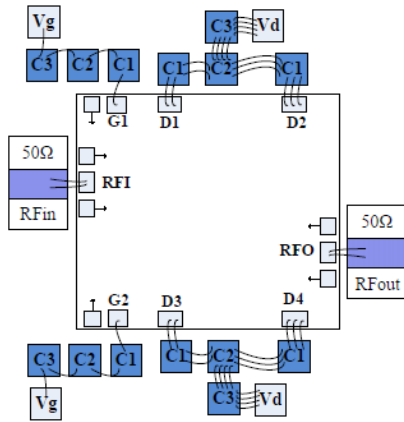 Vg
C3 Vd
C3 C2 C1
C1 C2 C1
G1 D1 D2
50Ω
RFI
RFin
50Ω
RFO
RFout
G2 D3 D4
C3 C2 C1
C1 C2 C1
Vg
C3 Vd